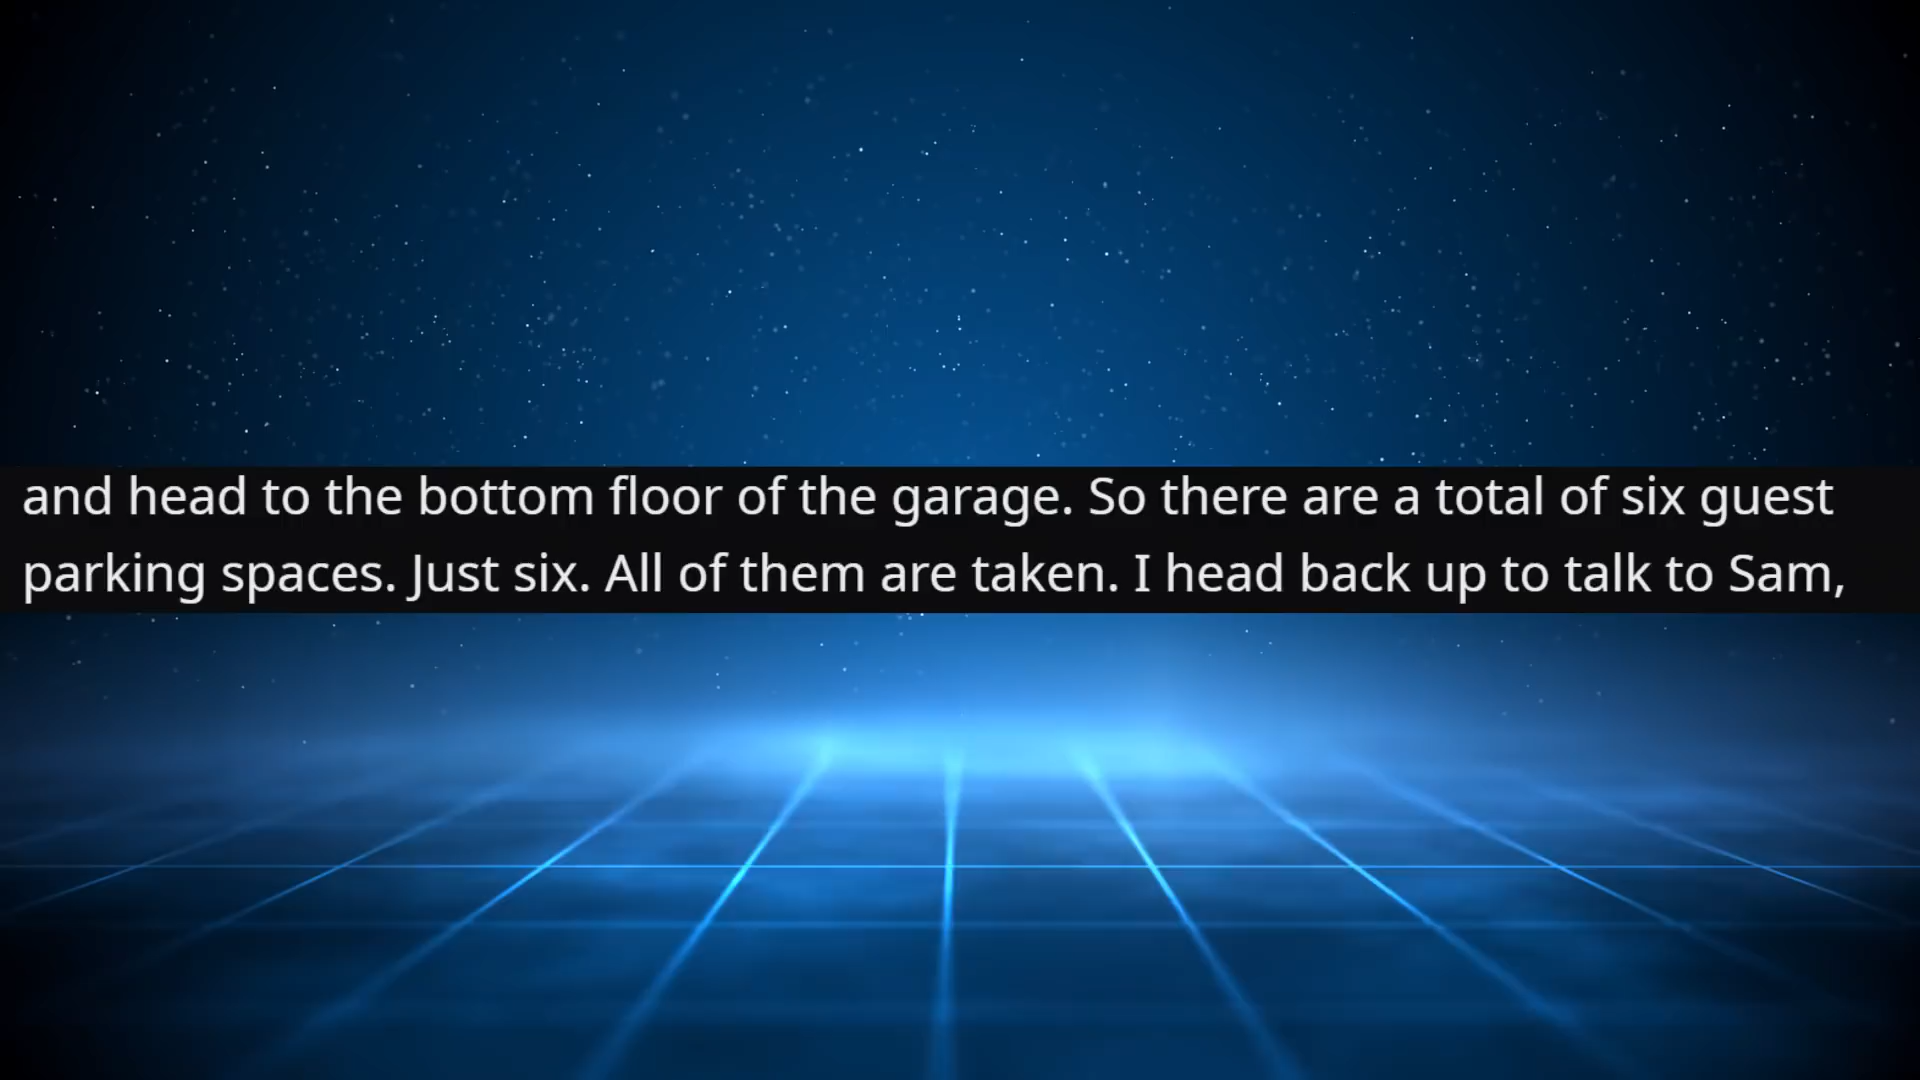 and head to the bottom floor of the garage. So there are a total of six guest
parking spaces. Just six. All of them are taken. I head back up to talk to Sam,